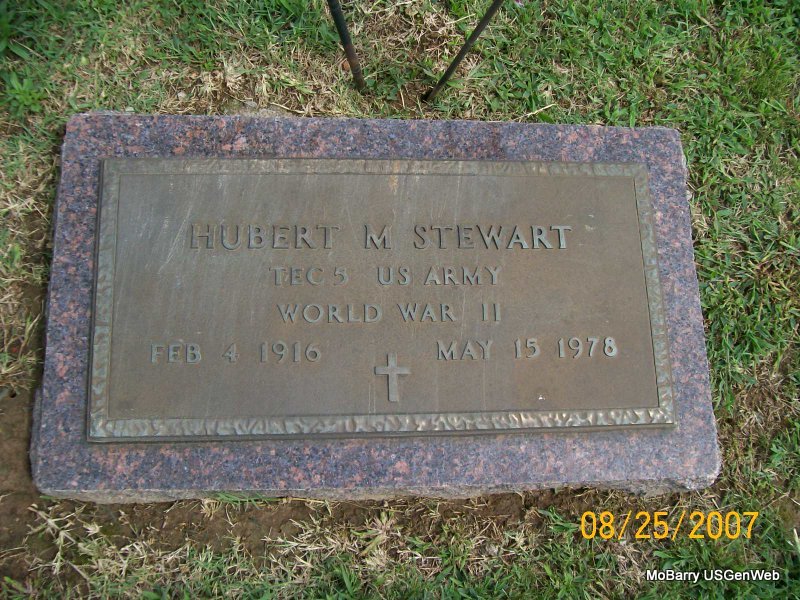 HUBERT M STEWART
TEC 5 US ARMY
WORLD WAR II
FEB 4 1916 MAY 15 1978
08/25/2007
MoBarry USGenWeb